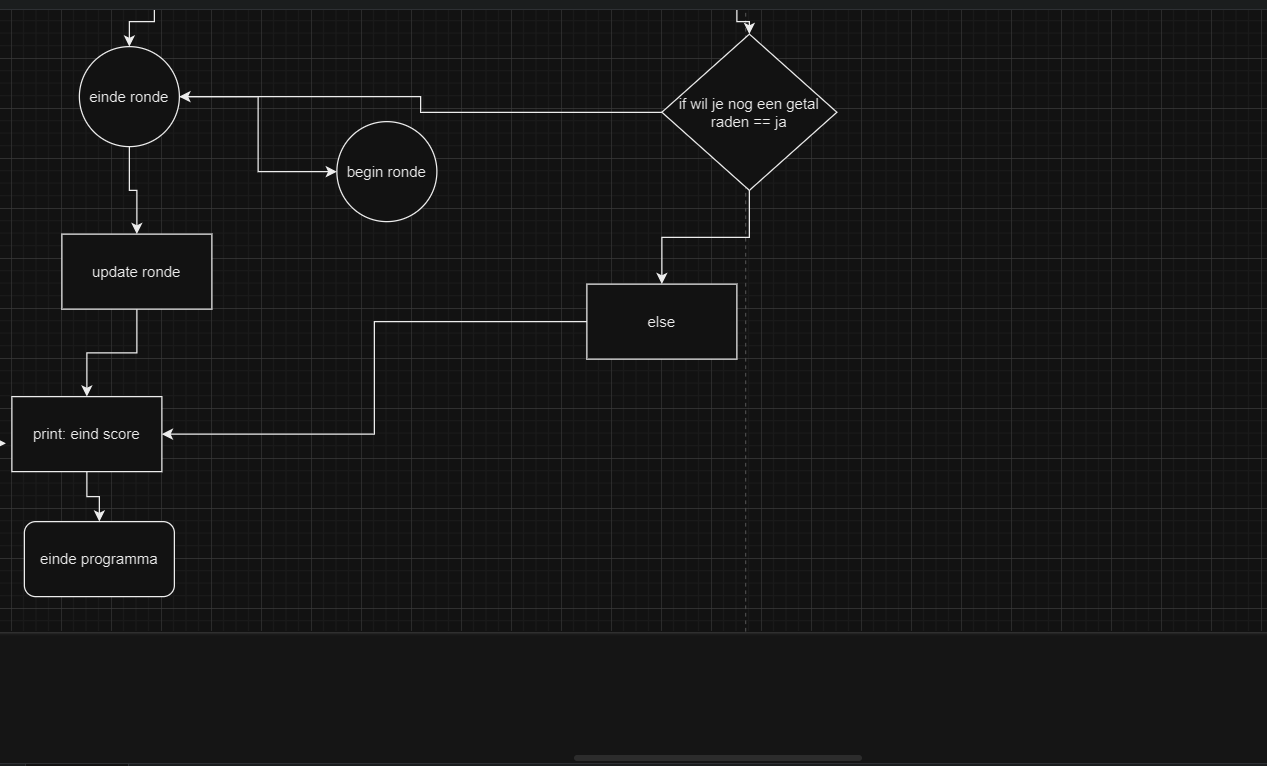 einde ronde
if wil je nog een getal
raden == ja
begin ronde
update ronde
else
print: eind score
einde programma